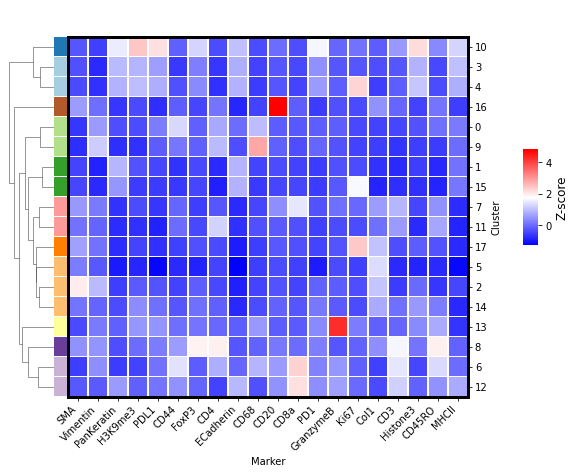 10
3
4
16
0
9
1
15
7
11
17
5
2
14
13
8
6
12
Cluster
4
2
0
Z-score
SMA
Vimentin
PanKeratin
H3K9me3
PDL1
CD44
FoxP3
CD4
ECadherin
CD68
CD20
CD8a
PD1
GranzymeB
Ki67
Col1
CD3
Histone3
CD45RO
MHCII
Marker